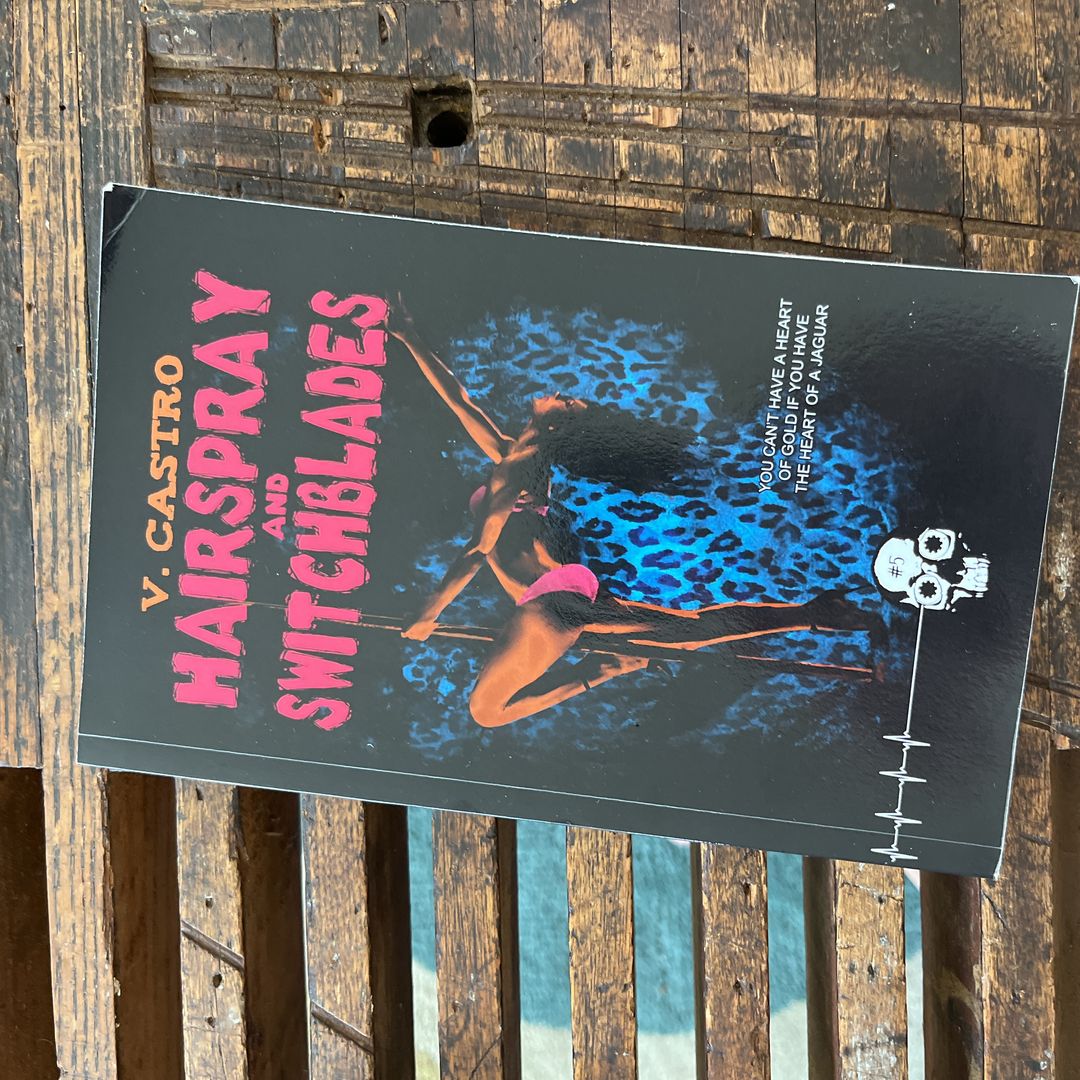 V. CASTRO
HAIRSPRAY
AND
SWITCHBLADES
YOU CAN'T HAVE A HEART
OF GOLD IF YOU HAVE
THE HEART OF A JAGUAR
#5